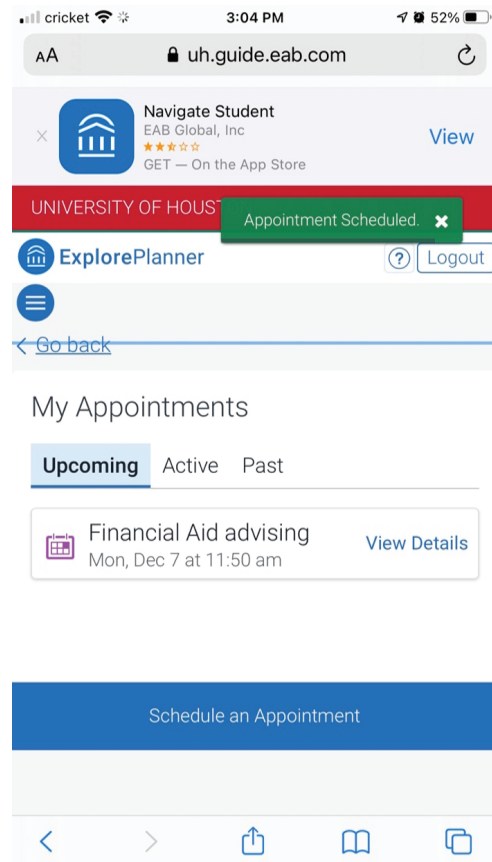 cricket 3:04 PM 52%
AA uh.guide.eab.com
Navigate Student
EAB Global, Inc
GET — On the App Store
View
UNIVERSITY OF HOUS
Appointment Scheduled.
ExplorePlanner ? Logout
Go back
My Appointments
Upcoming Active Past
Financial Aid advising
Mon, Dec 7 at 11:50 am
View Details
Schedule an Appointment